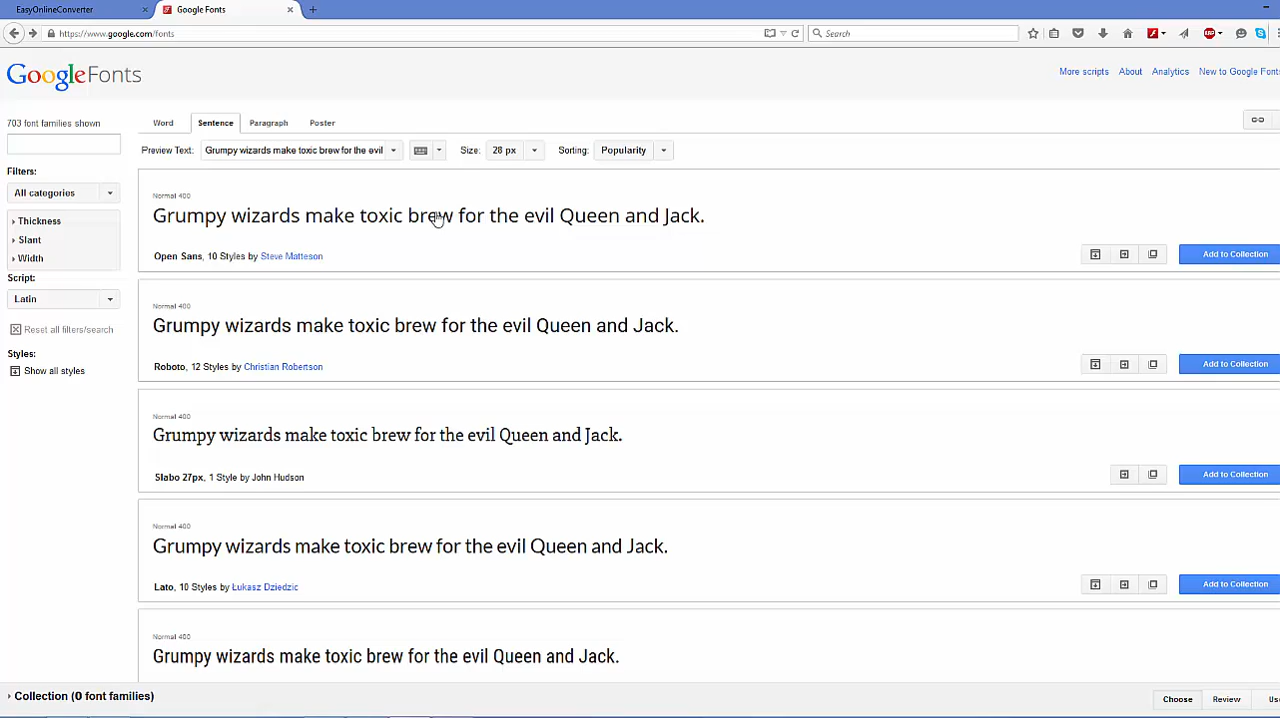 EasyOnlineConverter
Google Fonts
https://www.google.com/fonts
Search
GoogleFonts
More scripts About Analytics New to Google Fonts
703 font families shown
Word Sentence Paragraph Poster
Preview Text: Grumpy wizards make toxic brew for the evil Size: 28 px Sorting: Popularity
Filters:
All categories
Thickness
Slant
Width
Script:
Latin
Reset all filters/search
Styles:
Show all styles
Normal 400
Grumpy wizards make toxic brew for the evil Queen and Jack.
Open Sans, 10 Styles by Steve Matteson
Add to Collection
Normal 400
Grumpy wizards make toxic brew for the evil Queen and Jack.
Roboto, 12 Styles by Christian Robertson
Add to Collection
Normal 400
Grumpy wizards make toxic brew for the evil Queen and Jack.
Slabo 27px, 1 Style by John Hudson
Add to Collection
Normal 400
Grumpy wizards make toxic brew for the evil Queen and Jack.
Lato, 10 Styles by Łukasz Dziedzic
Add to Collection
Normal 400
Grumpy wizards make toxic brew for the evil Queen and Jack.
Collection (0 font families)
Choose Review